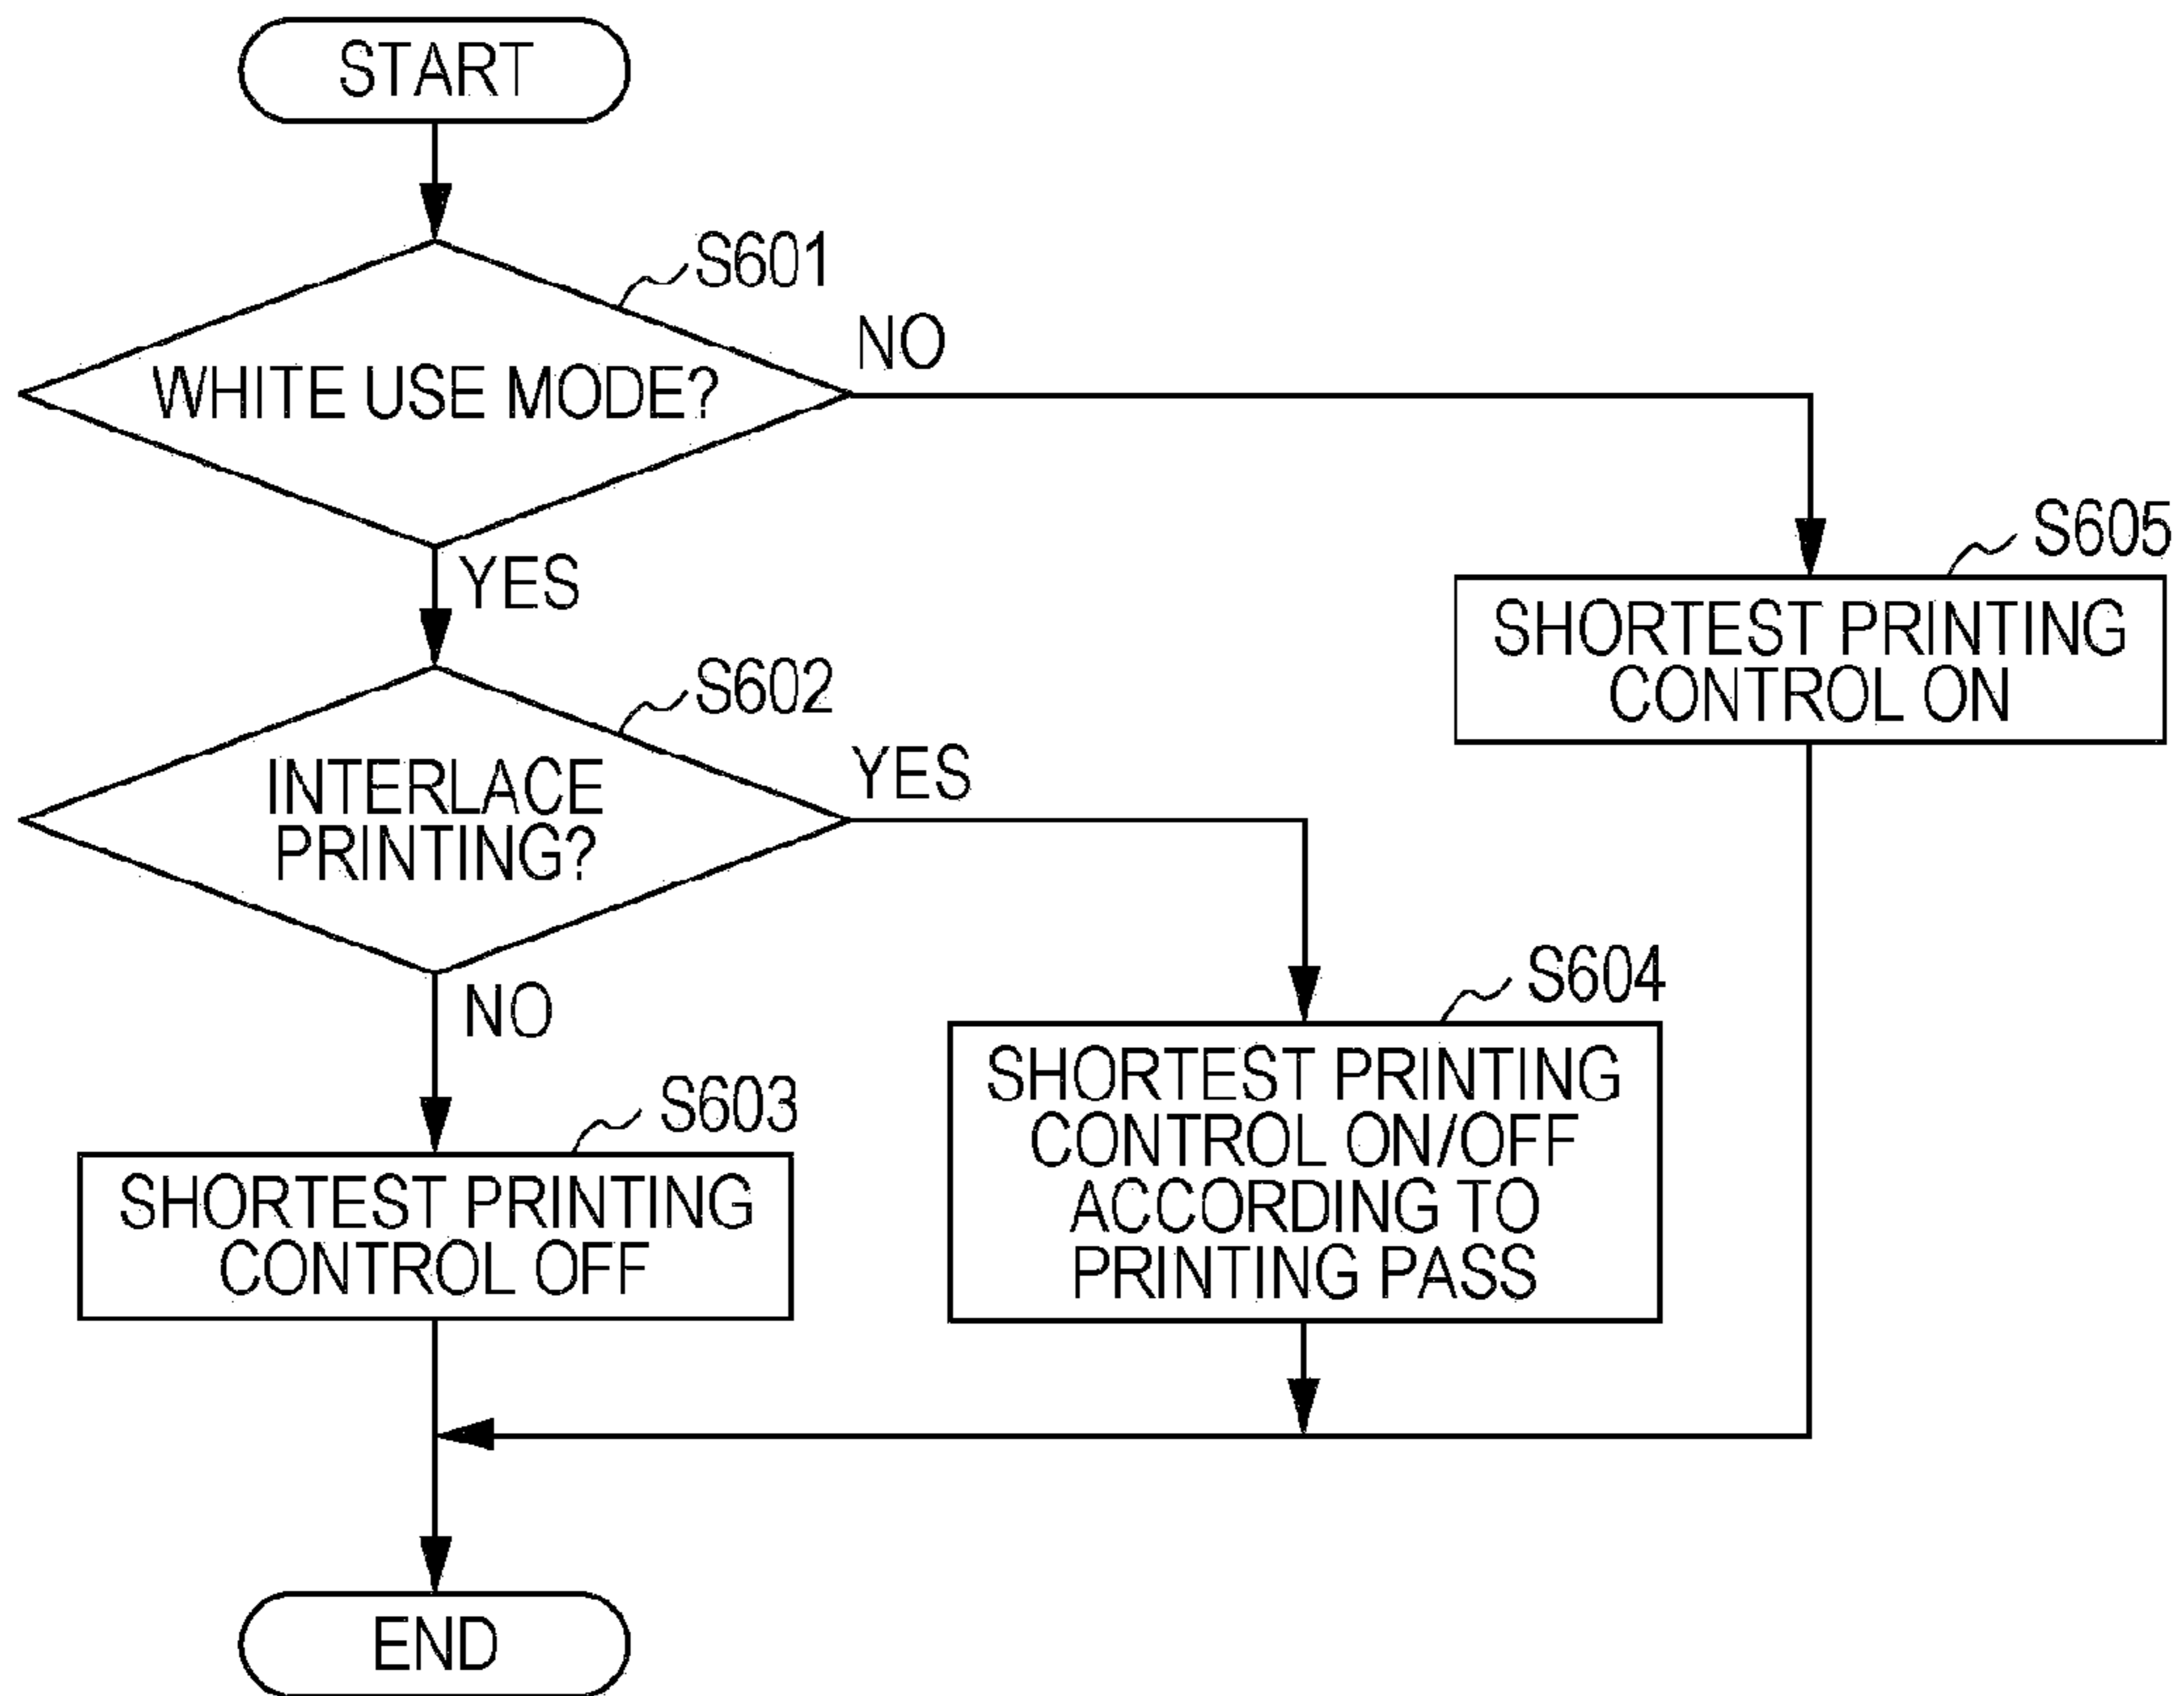 START
S601
NO
WHITE USE MODE?
YES
S605
SHORTEST PRINTING
CONTROL ON
S602
YES
INTERLACE
PRINTING?
NO
S604
SHORTEST PRINTING
CONTROL ON/OFF
ACCORDING TO
PRINTING PASS
S603
SHORTEST PRINTING
CONTROL OFF
END